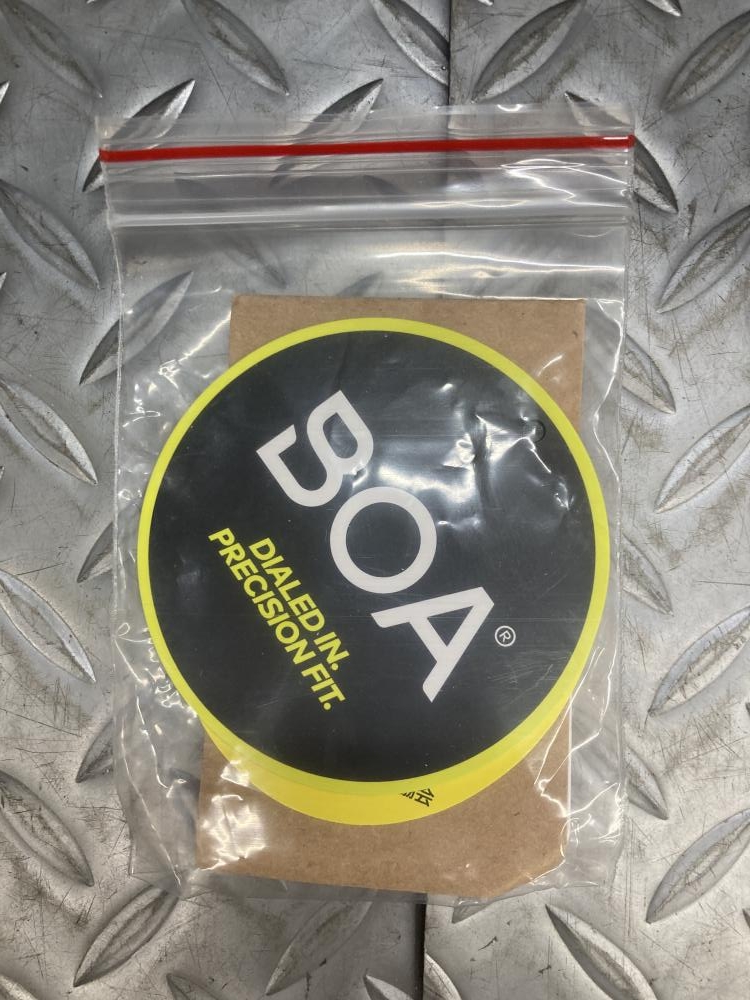 BOA®
DIALED IN.
PRECISION FIT.